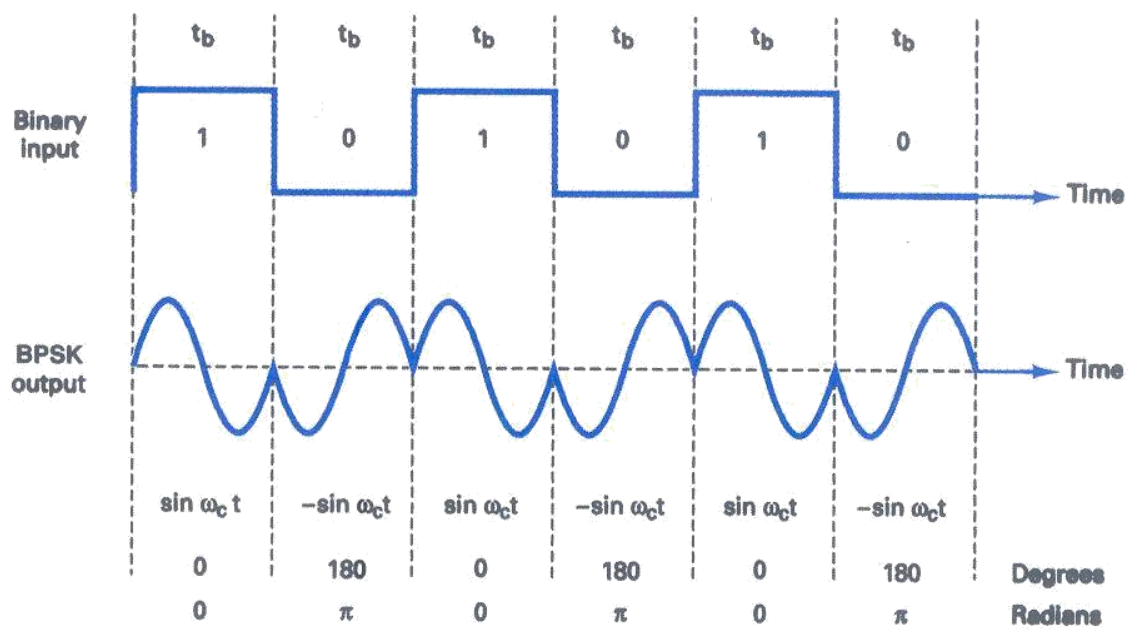 tb tb tb tb tb tb
Binary
input
1 0 1 0 1 0
Time
BPSK
output
Time
sin ωc t –sin ωct sin ωct –sin ωct sin ωct –sin ωct
0 180 0 180 0 180 Degrees
0 π 0 π 0 π Radians